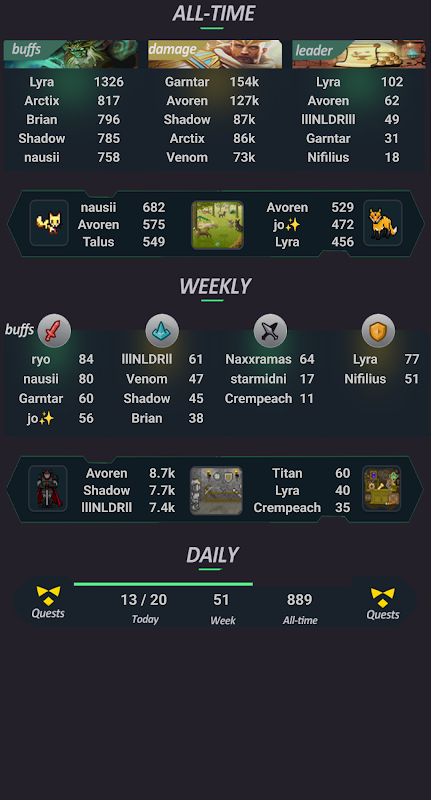 ALL-TIME
buffs damage leader
Lyra 1326 Garntar 154k Lyra 102
Arctix 817 Avoren 127k Avoren 62
Brian 796 Shadow 87k lllNLDRlll 49
Shadow 785 Arctix 86k Garntar 31
nausii 758 Venom 73k Nifilius 18
nausii 682 Avoren 529
Avoren 575 jo✨ 472
Talus 549 Lyra 456
WEEKLY
buffs
ryo 84 lllNLDRll 61 Naxxramas 64 Lyra 77
nausii 80 Venom 47 starmidni 17 Nifilius 51
Garntar 60 Shadow 45 Crempeach 11
jo✨ 56 Brian 38
Avoren 8.7k Titan 60
Shadow 7.7k Lyra 40
lllNLDRll 7.4k Crempeach 35
DAILY
Quests 13 / 20 51 889 Quests
Today Week All-time